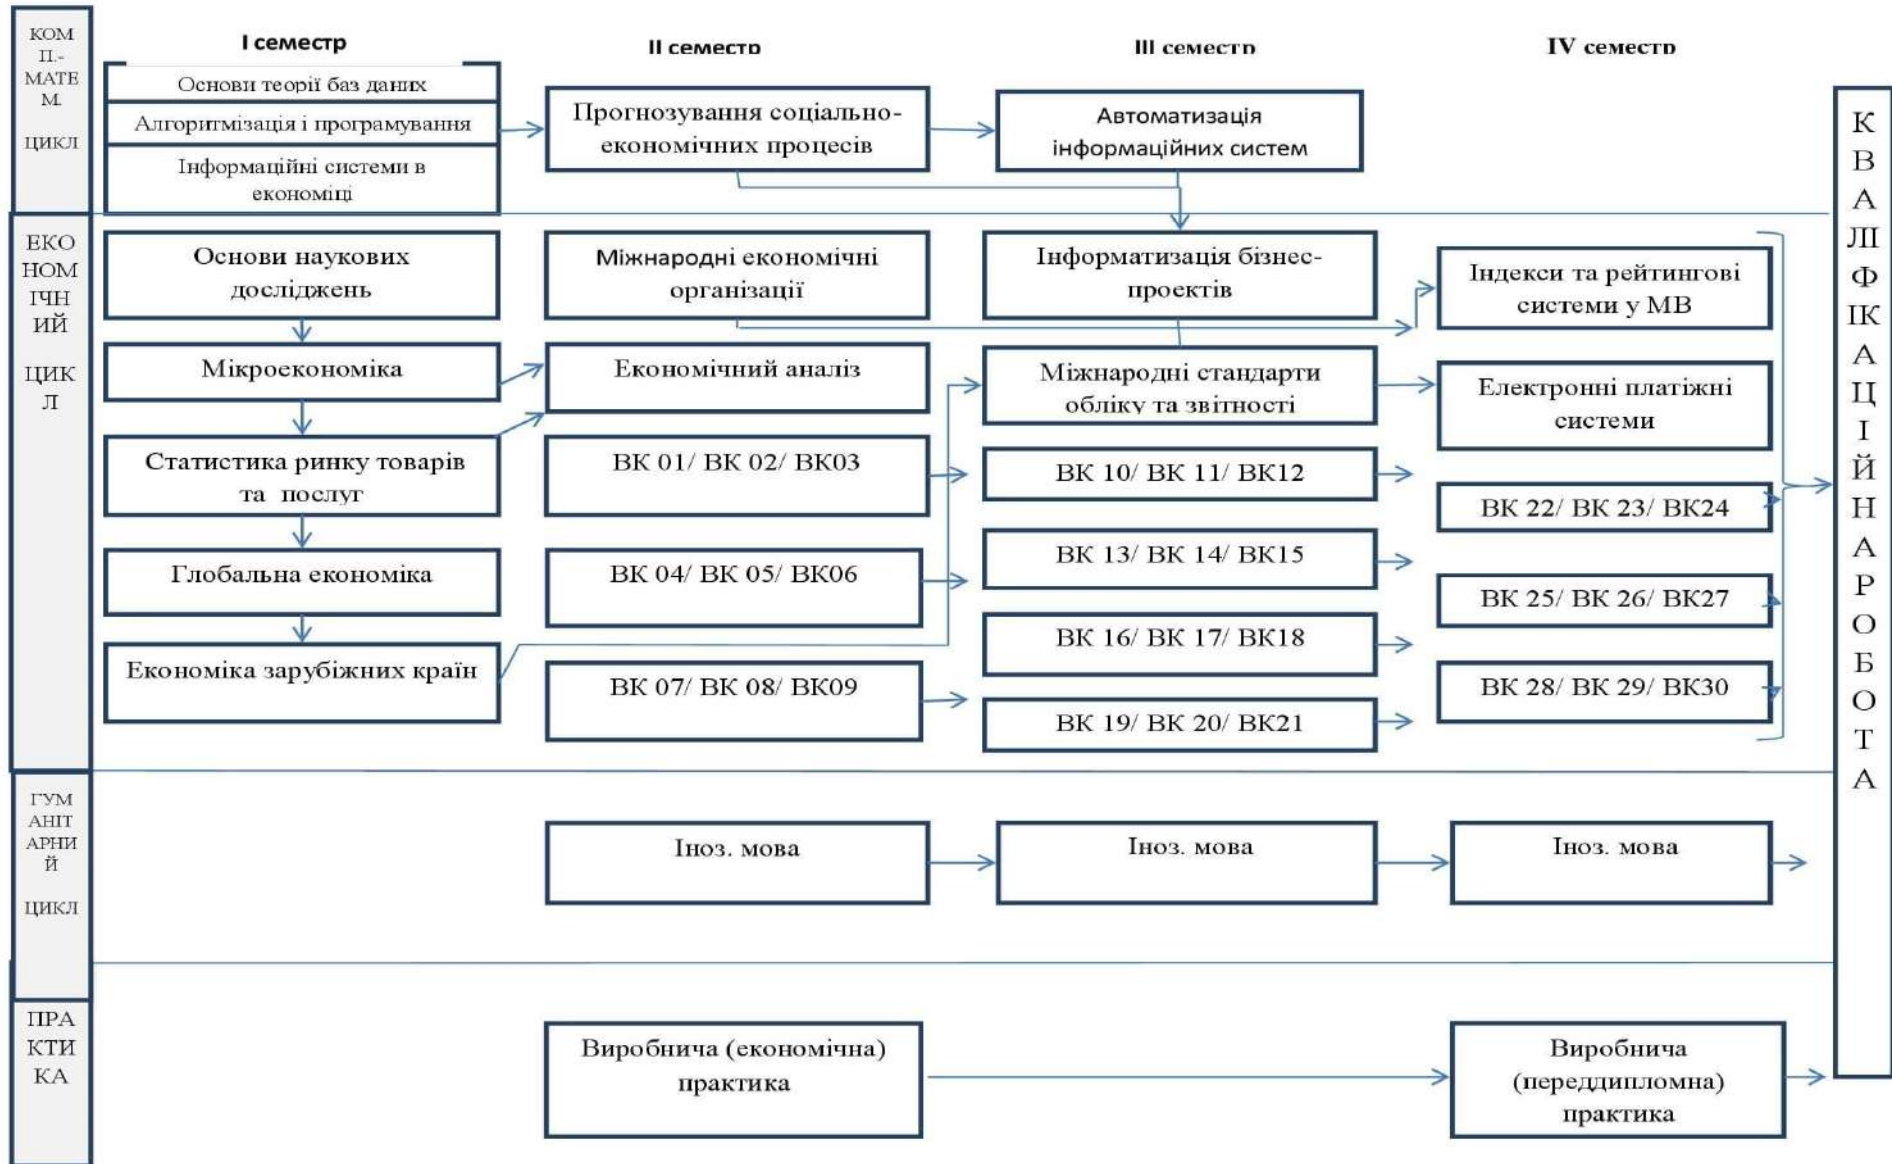 КОМ
П.-
МАТЕ
М.
ЦИКЛ
І семестр
ІІ семестр
ІІІ семестр
IV семестр
Основи теорії баз даних
Алгоритмізація і програмування
Інформаційні системи в
економіці
Прогнозування соціально-
економічних процесів
Автоматизація
інформаційних систем
ЕКО
НОМ
ІЧН
ИЙ
ЦИК
Л
Основи наукових
досліджень
Мікроекономіка
Статистика ринку товарів
та послуг
Глобальна економіка
Економіка зарубіжних країн
Міжнародні економічні
організації
Економічний аналіз
ВК 01/ ВК 02/ ВК03
ВК 04/ ВК 05/ ВК06
ВК 07/ ВК 08/ ВК09
Інформатизація бізнес-
проектів
Міжнародні стандарти
обліку та звітності
ВК 10/ ВК 11/ ВК12
ВК 13/ ВК 14/ ВК15
ВК 16/ ВК 17/ ВК18
ВК 19/ ВК 20/ ВК21
Індекси та рейтингові
системи у МВ
Електронні платіжні
системи
ВК 22/ ВК 23/ ВК24
ВК 25/ ВК 26/ ВК27
ВК 28/ ВК 29/ ВК30
ГУМ
АНІТ
АРНИ
Й
ЦИКЛ
Іноз. мова
Іноз. мова
Іноз. мова
ПРА
КТИ
КА
Виробнича (економічна)
практика
Виробнича
(переддипломна)
практика
К
В
А
ЛІ
Ф
ІК
А
Ц
І
Й
Н
А
Р
О
Б
О
Т
А